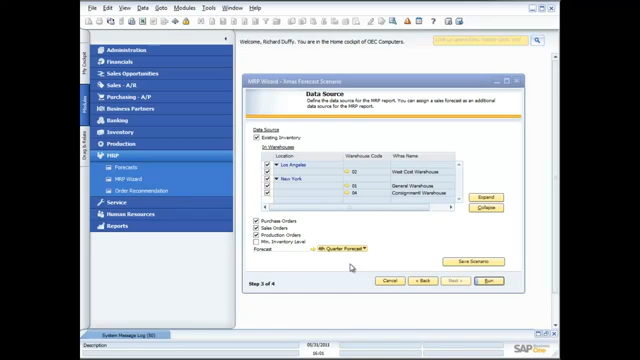 File Edit View Data Goto Modules Tools Window Help
Welcome, Richard Duffy. You are in the Home cockpit of OEC Computers.
My Cockpit
Modules
Drag & Relate
Administration
Financials
Sales Opportunities
Sales - A/R
Purchasing - A/P
Business Partners
Banking
Inventory
Production
MRP
Forecasts
MRP Wizard
Order Recommendation
Service
Human Resources
Reports
MRP Wizard - Xmas Forecast Scenario
Data Source
Define the data source for the MRP report. You can assign a sales forecast as an additional
data source for the MRP report.
Data Source
Existing Inventory
In Warehouses
Location Warehouse Code Whse Name
Los Angeles
02 West Cost Warehouse
New York
01 General Warehouse
04 Consignment Warehouse
Expand
Collapse
Purchase Orders
Sales Orders
Production Orders
Min. Inventory Level
Forecast 4th Quarter Forecast
Save Scenario
Step 3 of 4
Cancel < Back Next > Run
System Message Log (50)
Description
05/31/2011
16:01
SAP Business One